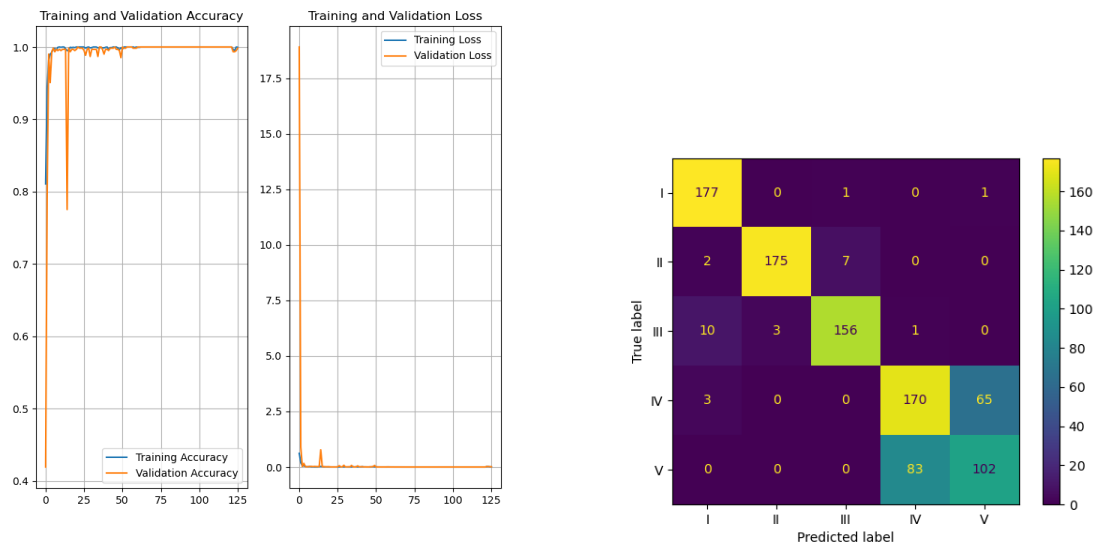 Training and Validation Accuracy
1.0
0.9
0.8
0.7
0.6
0.5
0.4
Training Accuracy
Validation Accuracy
0 25 50 75 100 125
Training and Validation Loss
Training Loss
Validation Loss
17.5
15.0
12.5
10.0
7.5
5.0
2.5
0.0
0 25 50 75 100 125
True label
I 177 0 1 0 1
II 2 175 7 0 0
III 10 3 156 1 0
IV 3 0 0 170 65
V 0 0 0 83 102
I II III IV V
Predicted label
160
140
120
100
80
60
40
20
0